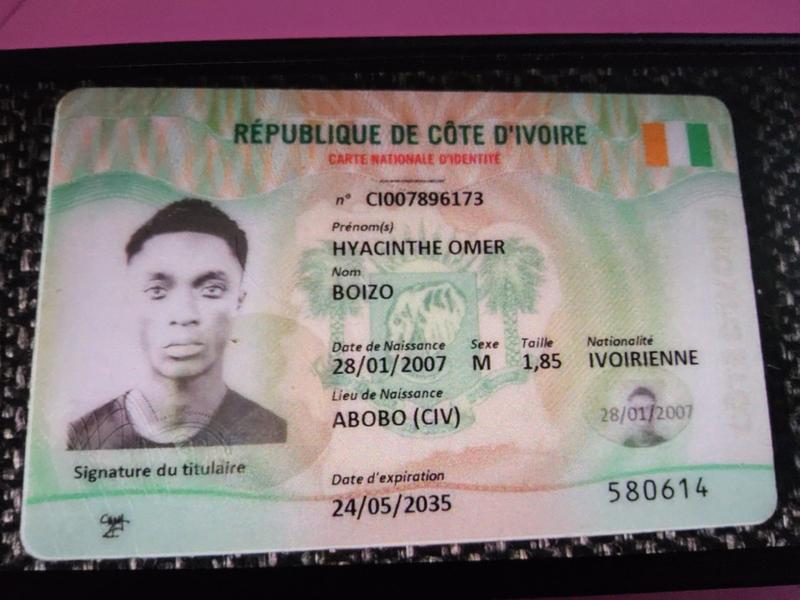 RÉPUBLIQUE DE CÔTE D'IVOIRE
CARTE NATIONALE D'IDENTITÉ
n° CI007896173
Prénom(s)
HYACINTHE OMER
Nom
BOIZO
Date de Naissance Sexe Taille Nationalité
28/01/2007 M 1,85 IVOIRIENNE
Lieu de Naissance
ABOBO (CIV)
28/01/2007
Signature du titulaire
Date d'expiration
24/05/2035
580614